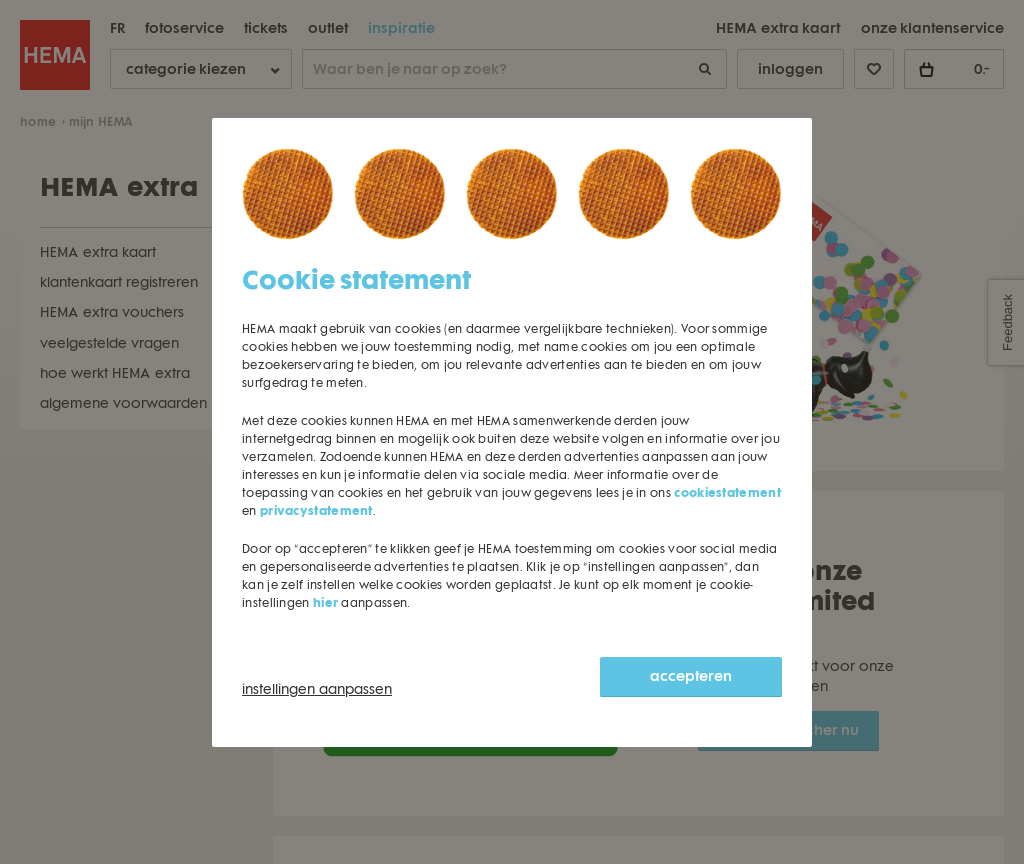 FR fotoservice tickets outlet inspiratie HEMA extra kaart onze klantenservice
HEMA
categorie kiezen Waar ben je naar op zoek? inloggen 0.-
home › mijn HEMA
HEMA extra
HEMA extra kaart
klantenkaart registreren
HEMA extra vouchers
veelgestelde vragen
hoe werkt HEMA extra
algemene voorwaarden
Feedback
Cookie statement
HEMA maakt gebruik van cookies (en daarmee vergelijkbare technieken). Voor sommige
cookies hebben we jouw toestemming nodig, met name cookies om jou een optimale
bezoekerservaring te bieden, om jou relevante advertenties aan te bieden en om jouw
surfgedrag te meten.
Met deze cookies kunnen HEMA en met HEMA samenwerkende derden jouw
internetgedrag binnen en mogelijk ook buiten deze website volgen en informatie over jou
verzamelen. Zodoende kunnen HEMA en deze derden advertenties aanpassen aan jouw
interesses en kun je informatie delen via sociale media. Meer informatie over de
toepassing van cookies en het gebruik van jouw gegevens lees je in ons cookiestatement
en privacystatement.
Door op “accepteren” te klikken geef je HEMA toestemming om cookies voor social media
en gepersonaliseerde advertenties te plaatsen. Klik je op “instellingen aanpassen”, dan
kan je zelf instellen welke cookies worden geplaatst. Je kunt op elk moment je cookie-
instellingen hier aanpassen.
instellingen aanpassen accepteren
onze
voor onze
nu